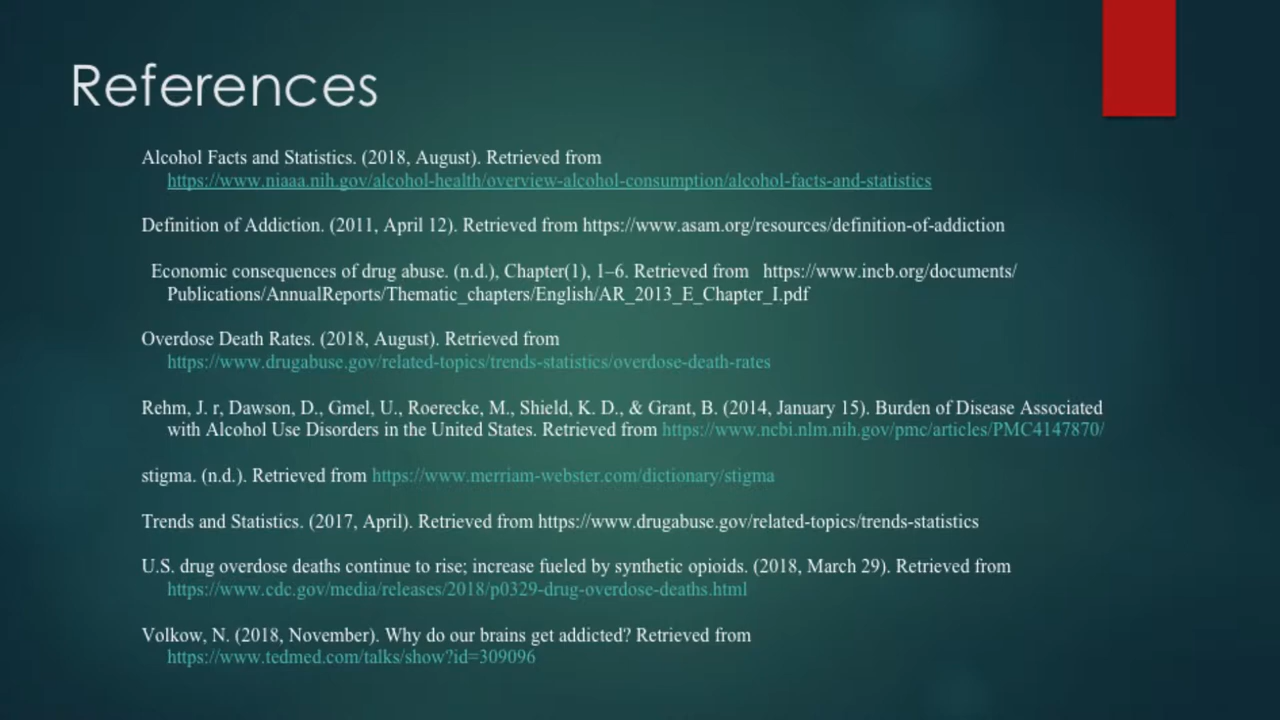 References
Alcohol Facts and Statistics. (2018, August). Retrieved from
https://www.niaaa.nih.gov/alcohol-health/overview-alcohol-consumption/alcohol-facts-and-statistics
Definition of Addiction. (2011, April 12). Retrieved from https://www.asam.org/resources/definition-of-addiction
Economic consequences of drug abuse. (n.d.), Chapter(1), 1–6. Retrieved from https://www.incb.org/documents/
Publications/AnnualReports/Thematic_chapters/English/AR_2013_E_Chapter_I.pdf
Overdose Death Rates. (2018, August). Retrieved from
https://www.drugabuse.gov/related-topics/trends-statistics/overdose-death-rates
Rehm, J. r, Dawson, D., Gmel, U., Roerecke, M., Shield, K. D., & Grant, B. (2014, January 15). Burden of Disease Associated
with Alcohol Use Disorders in the United States. Retrieved from https://www.ncbi.nlm.nih.gov/pmc/articles/PMC4147870/
stigma. (n.d.). Retrieved from https://www.merriam-webster.com/dictionary/stigma
Trends and Statistics. (2017, April). Retrieved from https://www.drugabuse.gov/related-topics/trends-statistics
U.S. drug overdose deaths continue to rise; increase fueled by synthetic opioids. (2018, March 29). Retrieved from
https://www.cdc.gov/media/releases/2018/p0329-drug-overdose-deaths.html
Volkow, N. (2018, November). Why do our brains get addicted? Retrieved from
https://www.tedmed.com/talks/show?id=309096